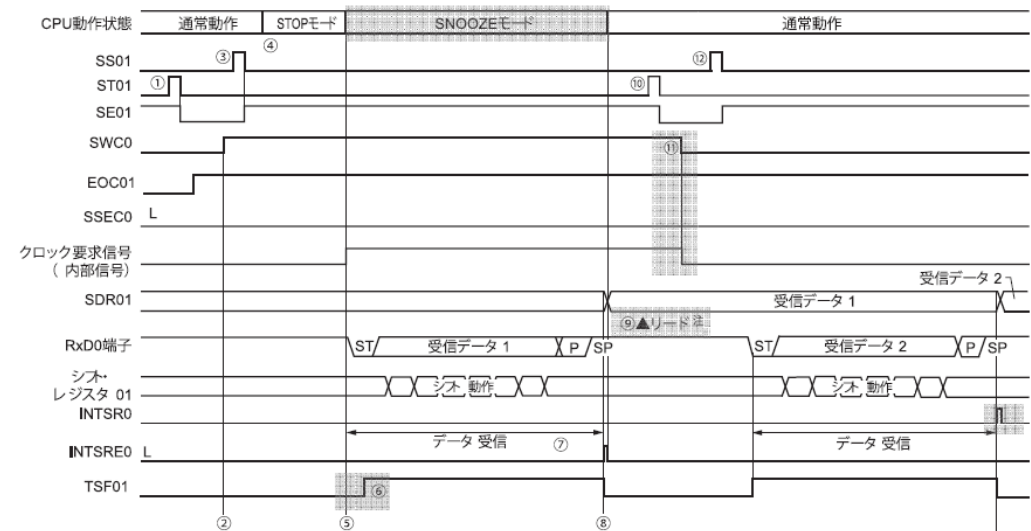 CPU動作状態 通常動作 STOPモード SNOOZEモード 通常動作
④
SS01 ③ ⑫
ST01 ① ⑩
SE01
SWC0 ⑪
EOC01
SSEC0 L
クロック要求信号
( 内部信号)
受信データ 2
SDR01 受信データ 1
⑨▲リード注
RxD0端子 ST 受信データ 1 P SP ST 受信データ 2 P SP
シフト・
レジスタ 01 シフト 動作 シフト 動作
INTSR0
データ 受信 ⑦ データ 受信
INTSRE0 L
TSF01 ⑥
② ⑤ ⑧